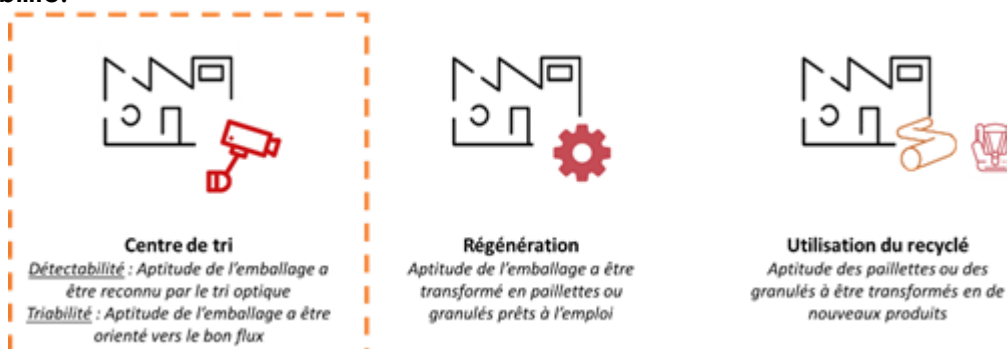 Centre de tri
Détectabilité : Aptitude de l'emballage a
être reconnu par le tri optique
Triabilité : Aptitude de l'emballage a être
orienté vers le bon flux
Régénération
Aptitude de l'emballage a être
transformé en paillettes ou
granulés prêts à l'emploi
Utilisation du recyclé
Aptitude des paillettes ou des
granulés à être transformés en de
nouveaux produits